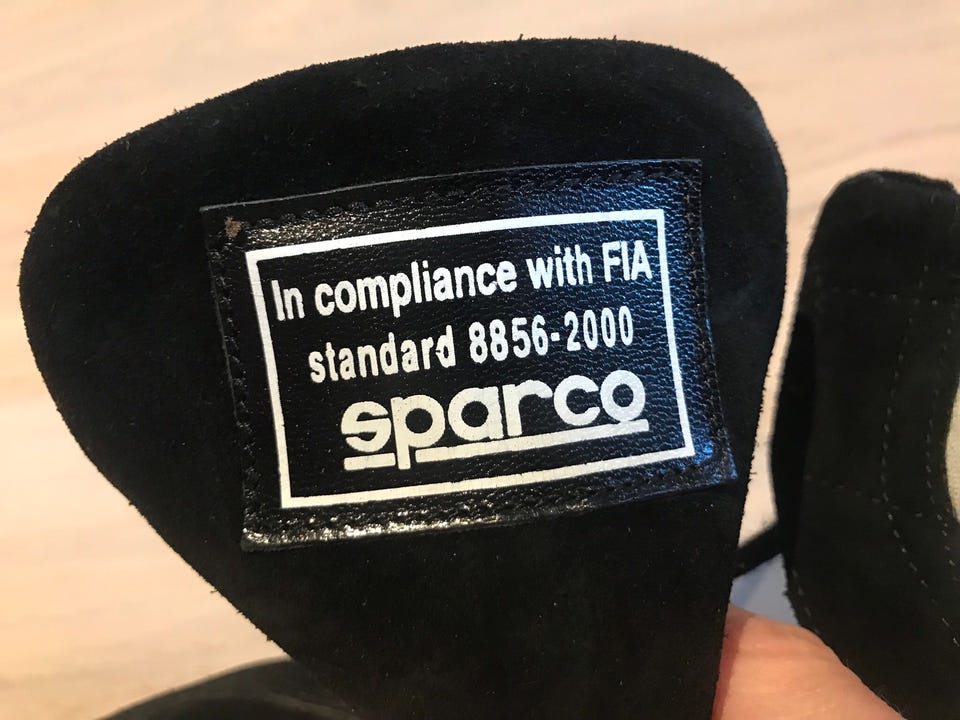 In compliance with FIA
standard 8856-2000
sparco